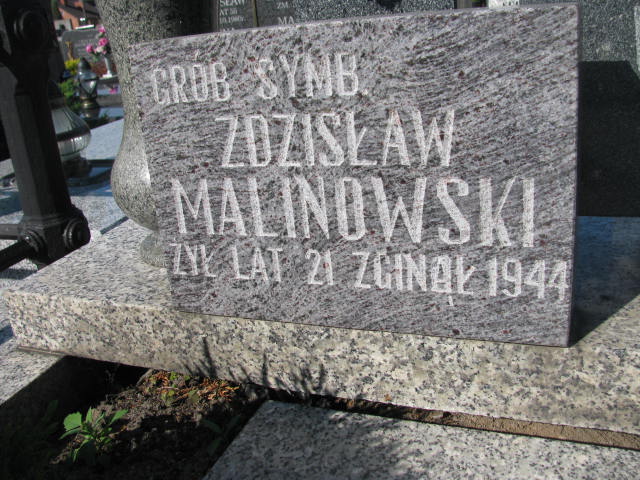 GRÓB SYMB.
ZDZISŁAW
MALINOWSKI
ŻYŁ LAT 21 ZGINĄŁ 1944